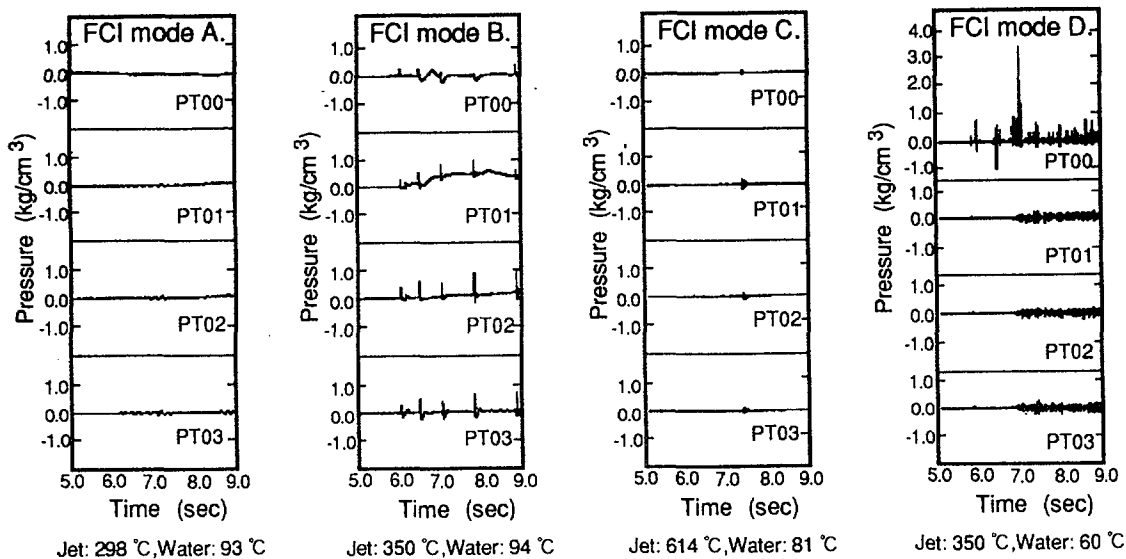 FCI mode A.
1.0
0.0
-1.0
PT00
1.0
0.0
-1.0
PT01
1.0
0.0
-1.0
PT02
1.0
0.0
-1.0
PT03
Pressure (kg/cm³)
5.0 6.0 7.0 8.0 9.0
Time (sec)
Jet: 298 ℃,Water: 93 ℃
FCI mode B.
1.0
0.0
-1.0
PT00
1.0
0.0
-1.0
PT01
1.0
0.0
-1.0
PT02
1.0
0.0
-1.0
PT03
Pressure (kg/cm³)
5.0 6.0 7.0 8.0 9.0
Time (sec)
Jet: 350 ℃,Water: 94 ℃
FCI mode C.
1.0
0.0
-1.0
PT00
1.0
0.0
-1.0
PT01
1.0
0.0
-1.0
PT02
1.0
0.0
-1.0
PT03
Pressure (kg/cm³)
5.0 6.0 7.0 8.0 9.0
Time (sec)
Jet: 614 ℃,Water: 81 ℃
FCI mode D.
4.0
3.0
2.0
1.0
0.0
-1.0
PT00
1.0
0.0
-1.0
PT01
1.0
0.0
-1.0
PT02
1.0
0.0
-1.0
PT03
Pressure (kg/cm³)
5.0 6.0 7.0 8.0 9.0
Time (sec)
Jet: 350 ℃,Water: 60 ℃